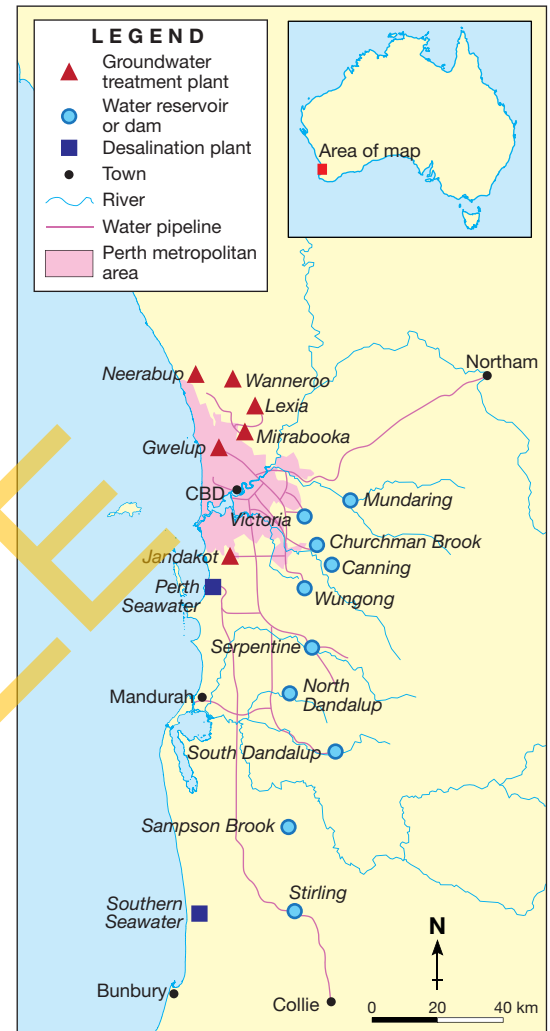 LEGEND
Groundwater
treatment plant
Water reservoir
or dam
Desalination plant
Town
River
Water pipeline
Perth metropolitan
area
Area of map
Northam
Neerabup
Wanneroo
Lexia
Mirrabooka
Gwelup
CBD
Mundaring
Victoria
Churchman Brook
Jandakot
Canning
Perth
Seawater
Wungong
Serpentine
North
Dandalup
Mandurah
South Dandalup
Sampson Brook
Southern
Seawater
Stirling
N
Bunbury
Collie
0 20 40 km